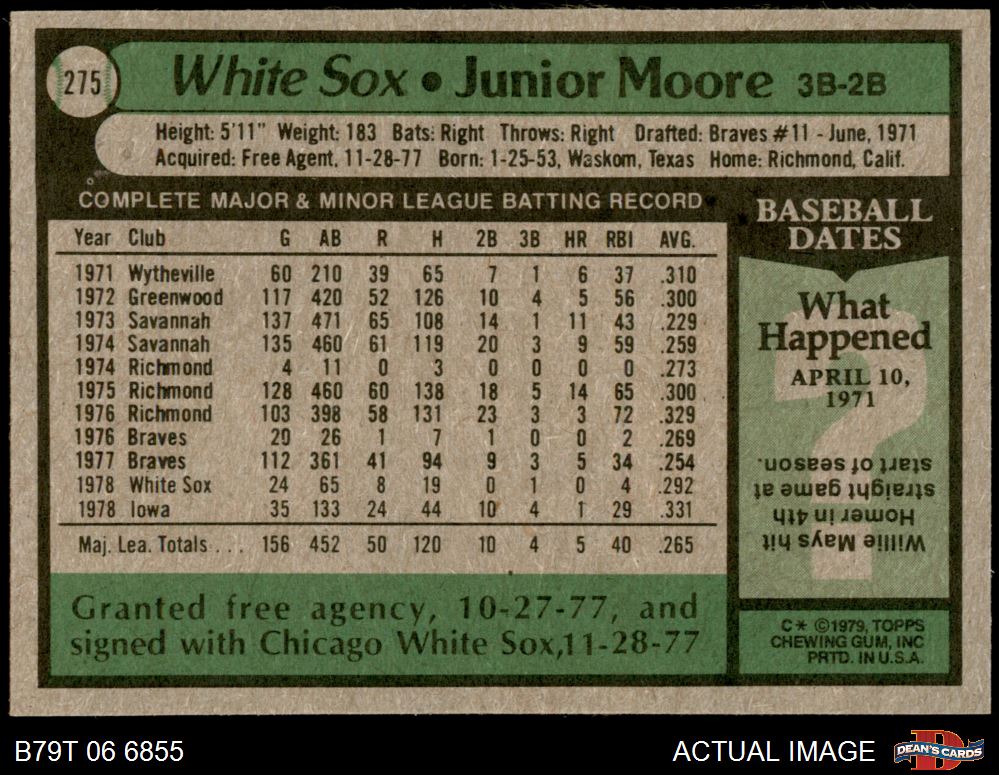 275
White Sox • Junior Moore 3B-2B
Height: 5'11" Weight: 183 Bats: Right Throws: Right Drafted: Braves #11 - June, 1971
Acquired: Free Agent, 11-28-77 Born: 1-25-53, Waskom, Texas Home: Richmond, Calif.
COMPLETE MAJOR & MINOR LEAGUE BATTING RECORD
Year Club G AB R H 2B 3B HR RBI AVG.
1971 Wytheville 60 210 39 65 7 1 6 37 .310
1972 Greenwood 117 420 52 126 10 4 5 56 .300
1973 Savannah 137 471 65 108 14 1 11 43 .229
1974 Savannah 135 460 61 119 20 3 9 59 .259
1974 Richmond 4 11 0 3 0 0 0 0 .273
1975 Richmond 128 460 60 138 18 5 14 65 .300
1976 Richmond 103 398 58 131 23 3 3 72 .329
1976 Braves 20 26 1 7 1 0 0 2 .269
1977 Braves 112 361 41 94 9 3 5 34 .254
1978 White Sox 24 65 8 19 0 1 0 4 .292
1978 Iowa 35 133 24 44 10 4 1 29 .331
Maj. Lea. Totals . . . 156 452 50 120 10 4 5 40 .265
Granted free agency, 10-27-77, and
signed with Chicago White Sox, 11-28-77
BASEBALL
DATES
What
Happened
APRIL 10,
1971
?
Willie Mays hit
Homer in 4th
straight game at
start of season.
C* ©1979, TOPPS
CHEWING GUM, INC
PRTD. IN U.S.A.
B79T 06 6855
ACTUAL IMAGE
D
DEAN'S CARDS